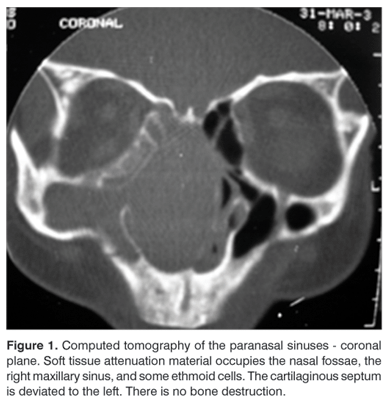 CORONAL
31-MAR-3
8: 0: 2
Figure 1. Computed tomography of the paranasal sinuses - coronal
plane. Soft tissue attenuation material occupies the nasal fossae, the
right maxillary sinus, and some ethmoid cells. The cartilaginous septum
is deviated to the left. There is no bone destruction.